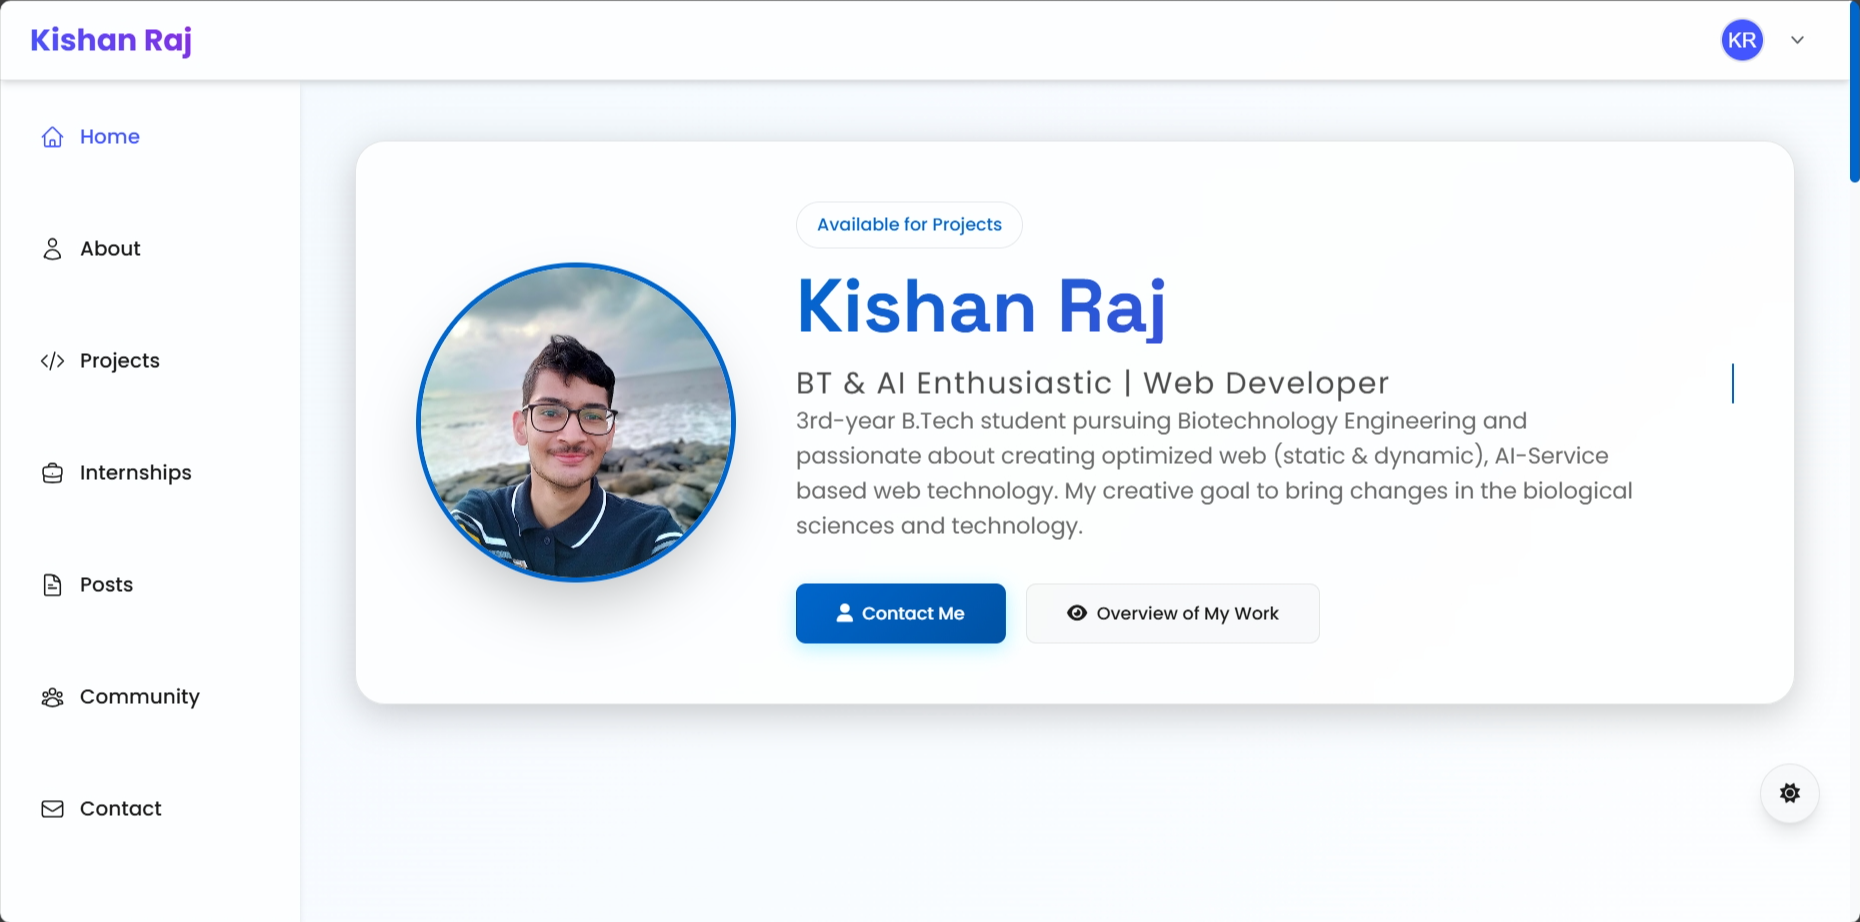 Kishan Raj
KR
Home
About
Projects
Internships
Posts
Community
Contact
Available for Projects
Kishan Raj
BT & AI Enthusiastic | Web Developer
3rd-year B.Tech student pursuing Biotechnology Engineering and
passionate about creating optimized web (static & dynamic), AI-Service
based web technology. My creative goal to bring changes in the biological
sciences and technology.
Contact Me
Overview of My Work